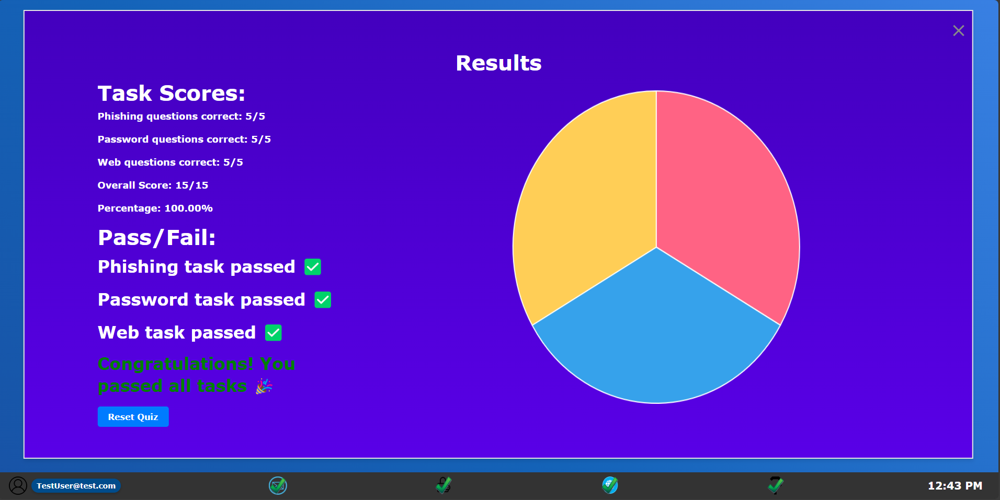 Results
Task Scores:
Phishing questions correct: 5/5
Password questions correct: 5/5
Web questions correct: 5/5
Overall Score: 15/15
Percentage: 100.00%
Pass/Fail:
Phishing task passed ✅
Password task passed ✅
Web task passed ✅
Congratulations! You
passed all tasks 🎉
Reset Quiz
TestUser@test.com
12:43 PM